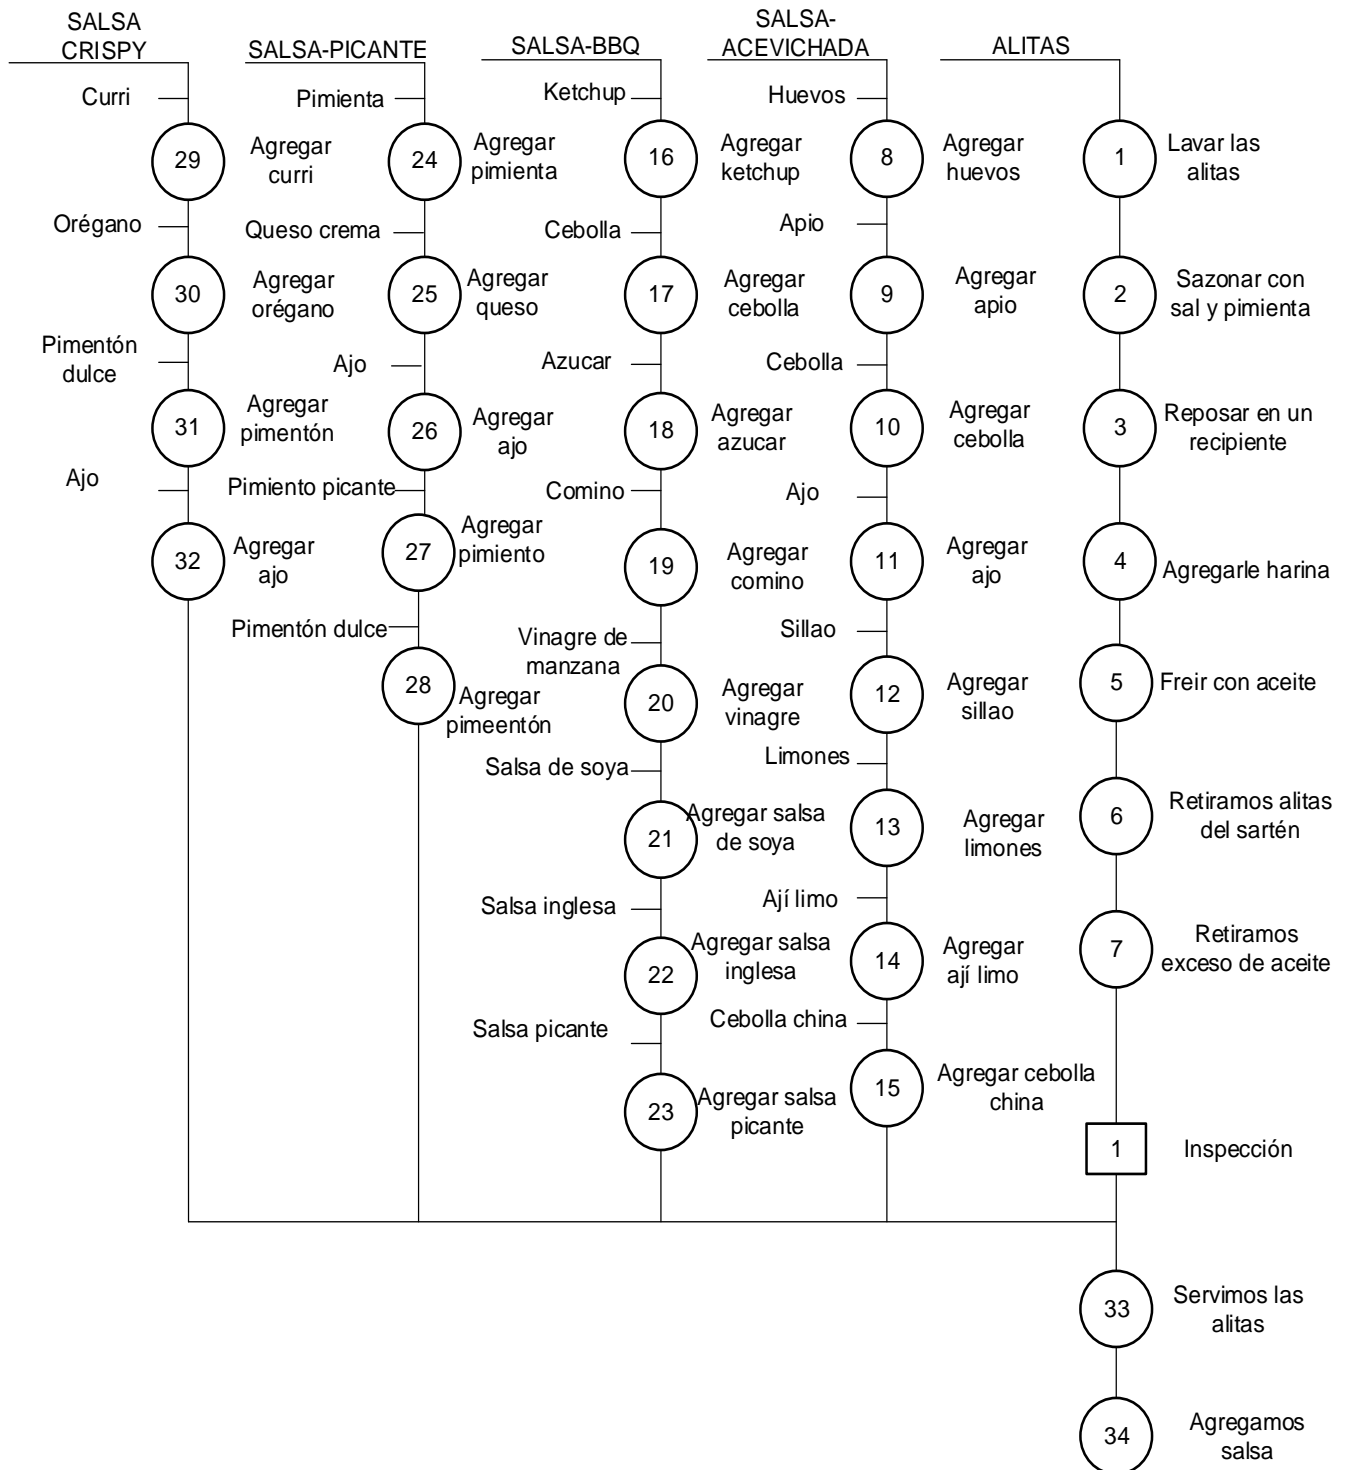 SALSA
CRISPY
Curri
29
Agregar
curri
Orégano
30
Agregar
orégano
Pimentón
dulce
31
Agregar
pimentón
Ajo
32
Agregar
ajo
SALSA-PICANTE
Pimienta
24
Agregar
pimienta
Queso crema
25
Agregar
queso
Ajo
26
Agregar
ajo
Pimiento picante
27
Agregar
pimiento
Pimentón dulce
28
Agregar
pimeentón
SALSA-BBQ
Ketchup
16
Agregar
ketchup
Cebolla
17
Agregar
cebolla
Azucar
18
Agregar
azucar
Comino
19
Agregar
comino
Vinagre de
manzana
20
Agregar
vinagre
Salsa de soya
21
Agregar salsa
de soya
Salsa inglesa
22
Agregar salsa
inglesa
Salsa picante
23
Agregar salsa
picante
SALSA-
ACEVICHADA
Huevos
8
Agregar
huevos
Apio
9
Agregar
apio
Cebolla
10
Agregar
cebolla
Ajo
11
Agregar
ajo
Sillao
12
Agregar
sillao
Limones
13
Agregar
limones
Ají limo
14
Agregar
ají limo
Cebolla china
15
Agregar cebolla
china
ALITAS
1
Lavar las
alitas
2
Sazonar con
sal y pimienta
3
Reposar en un
recipiente
4
Agregarle harina
5
Freir con aceite
6
Retiramos alitas
del sartén
7
Retiramos
exceso de aceite
1
Inspección
33
Servimos las
alitas
34
Agregamos
salsa